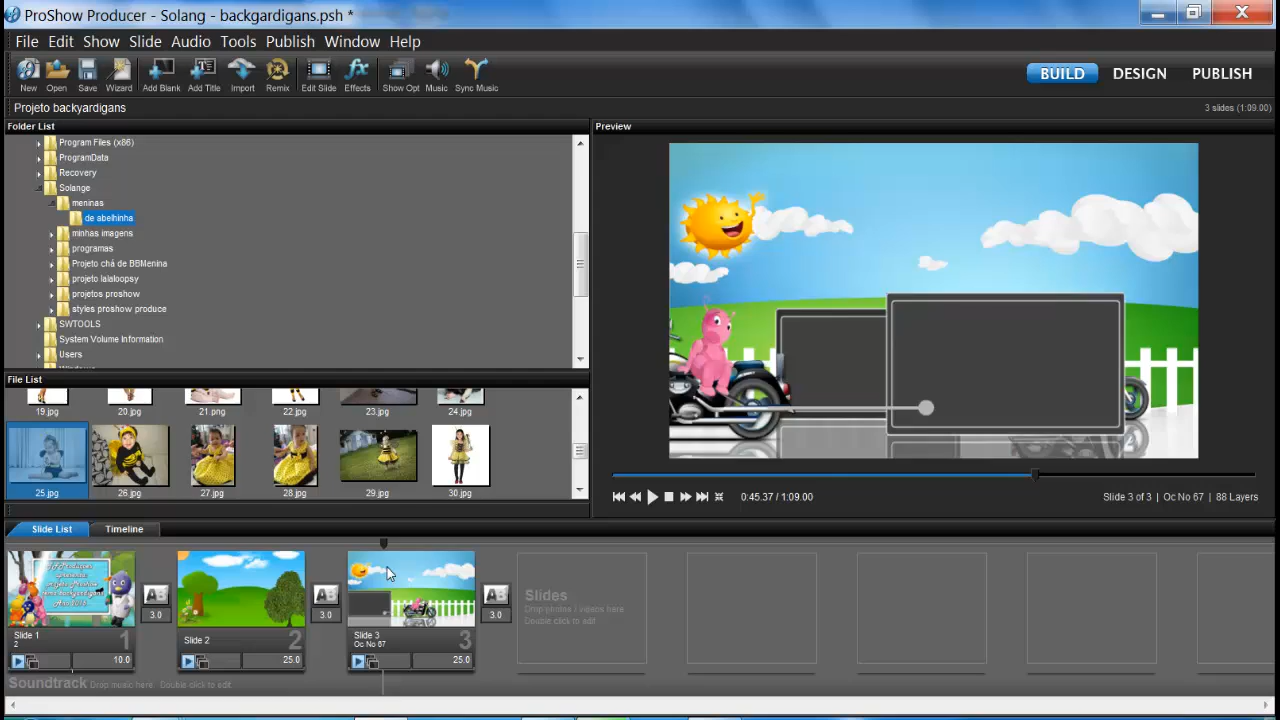 ProShow Producer - Solang - backgardigans.psh *
File Edit Show Slide Audio Tools Publish Window Help
New Open Save Wizard Add Blank Add Title Import Remix Edit Slide Effects Show Opt Music Sync Music
BUILD DESIGN PUBLISH
Projeto backyardigans
3 slides (1:09.00)
Folder List
Program Files (x86)
ProgramData
Recovery
Solange
meninas
de abelhinha
minhas imagens
programas
Projeto chá de BBMenina
projeto lalaloopsy
projetos proshow
styles proshow produce
SWTOOLS
System Volume Information
Users
File List
19.jpg 20.jpg 21.png 22.jpg 23.jpg 24.jpg
25.jpg 26.jpg 27.jpg 28.jpg 29.jpg 30.jpg
Preview
0:45.37 / 1:09.00
Slide 3 of 3 | Oc No 67 | 88 Layers
Slide List Timeline
AB
3.0
AB
3.0
AB
3.0
Slide 1
2
1
10.0
Slide 2
2
25.0
Slide 3
Oc No 67
3
25.0
Slides
Drop photos / videos here.
Double click to edit.
Soundtrack Drop music here. Double click to edit.